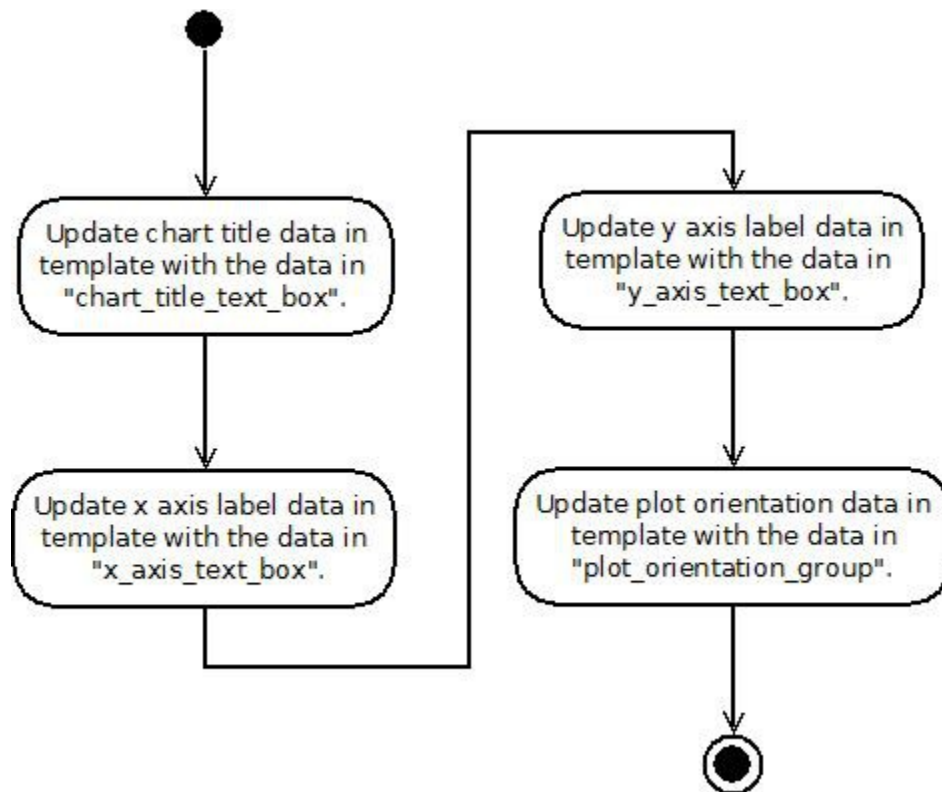 Update chart title data in
template with the data in
"chart_title_text_box".
Update x axis label data in
template with the data in
"x_axis_text_box".
Update y axis label data in
template with the data in
"y_axis_text_box".
Update plot orientation data in
template with the data in
"plot_orientation_group".